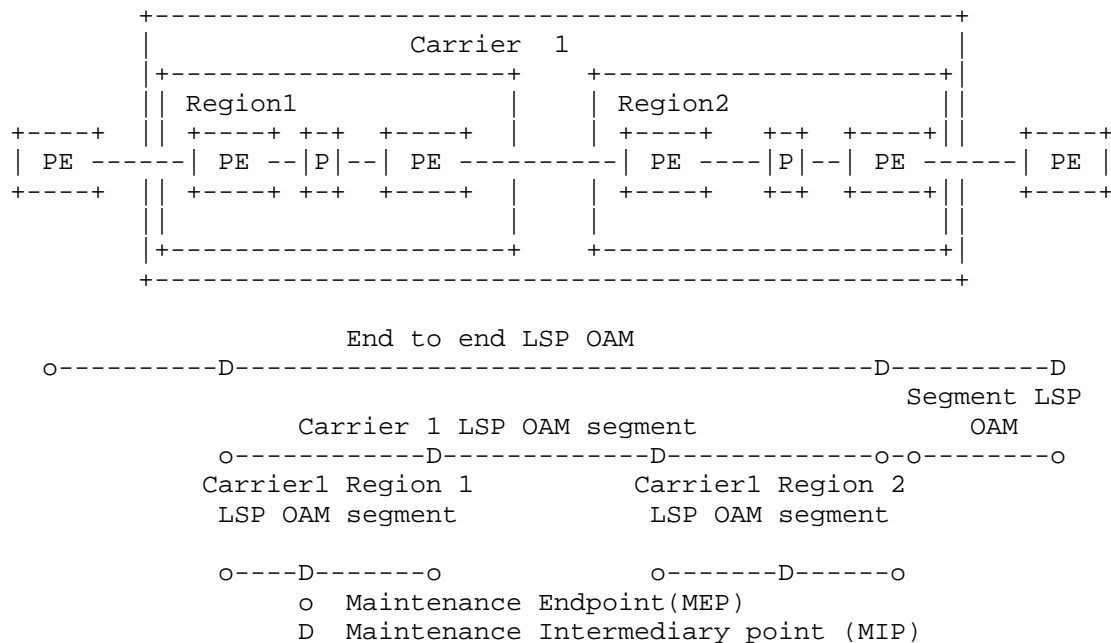 Carrier 1
Region1 Region2
PE PE P PE PE P PE PE
End to end LSP OAM
o D D D
Segment LSP
Carrier 1 LSP OAM segment OAM
o D D o o o
Carrier1 Region 1 Carrier1 Region 2
LSP OAM segment LSP OAM segment
o D o o D o
o Maintenance Endpoint(MEP)
D Maintenance Intermediary point (MIP)